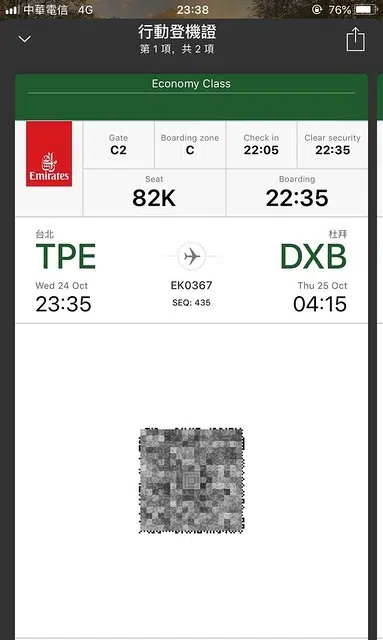 中華電信 4G 23:38 76%
行動登機證
第 1 項，共 2 項
Economy Class
Emirates
Gate Boarding zone Check in Clear security
C2 C 22:05 22:35
Seat Boarding
82K 22:35
台北 杜拜
TPE DXB
Wed 24 Oct EK0367 Thu 25 Oct
23:35 SEQ: 435 04:15